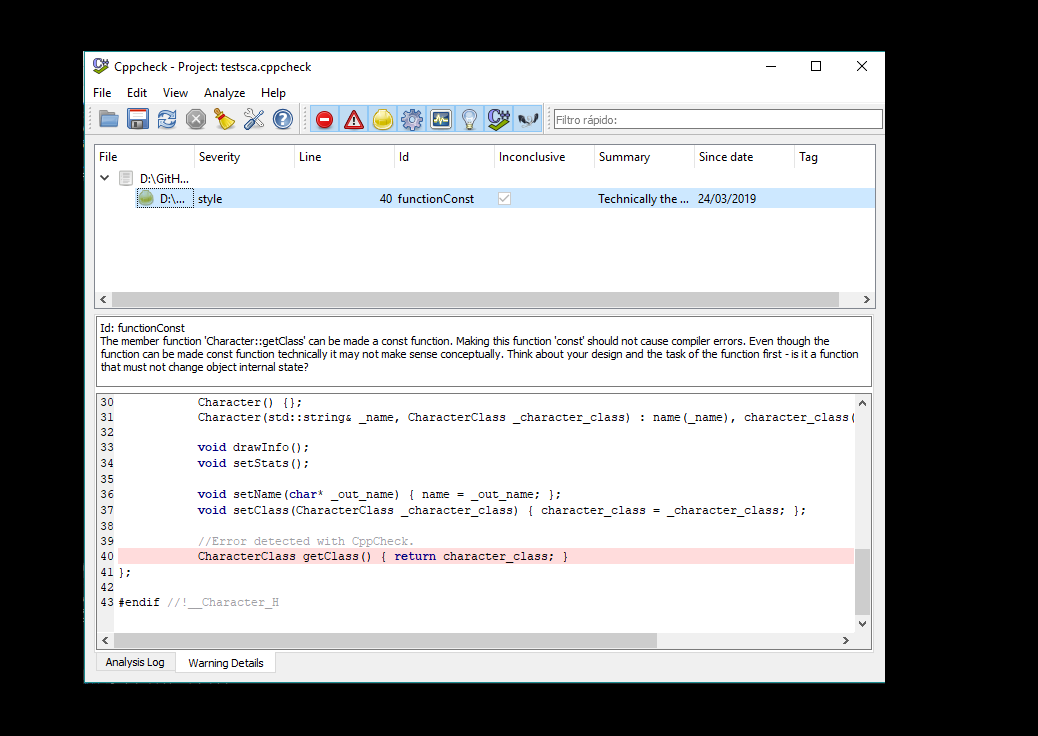 Cppcheck - Project: testsca.cppcheck
File Edit View Analyze Help
Filtro rápido:
File Severity Line Id Inconclusive Summary Since date Tag
D:\GitH...
D:\... style 40 functionConst Technically the ... 24/03/2019
Id: functionConst
The member function 'Character::getClass' can be made a const function. Making this function 'const' should not cause compiler errors. Even though the
function can be made const function technically it may not make sense conceptually. Think about your design and the task of the function first - is it a function
that must not change object internal state?
30 Character() {};
31 Character(std::string& _name, CharacterClass _character_class) : name(_name), character_class(
32
33 void drawInfo();
34 void setStats();
35
36 void setName(char* _out_name) { name = _out_name; };
37 void setClass(CharacterClass _character_class) { character_class = _character_class; };
38
39 //Error detected with CppCheck.
40 CharacterClass getClass() { return character_class; }
41 };
42
43 #endif //!__Character_H
Analysis Log Warning Details